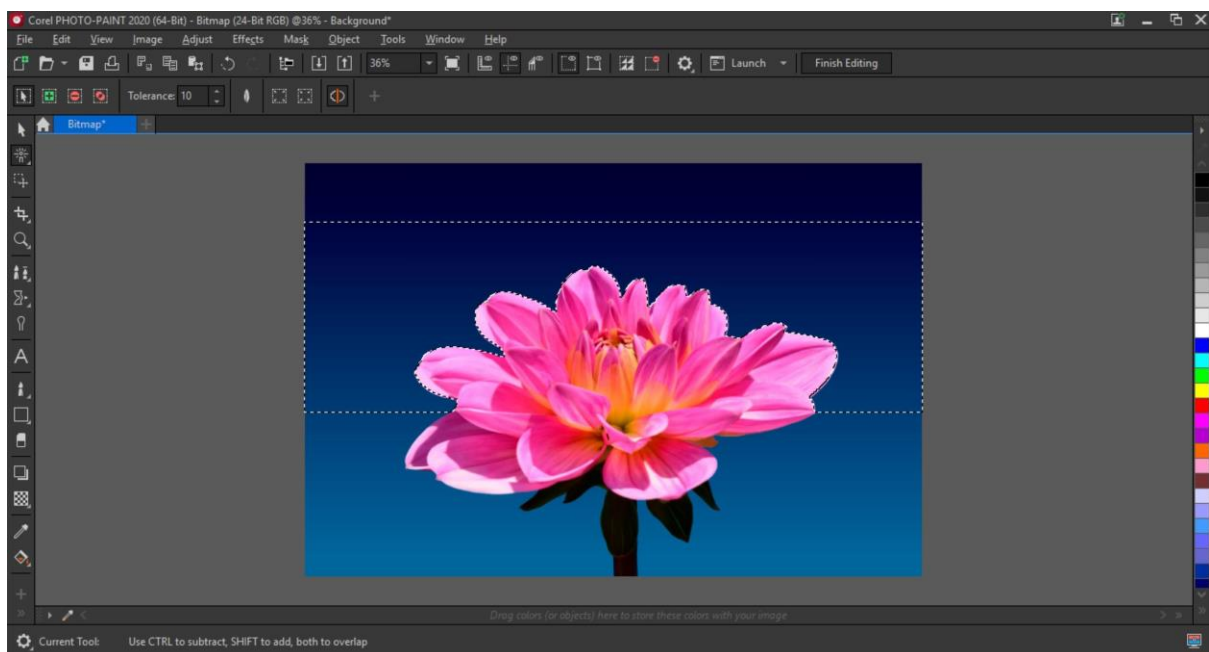 Corel PHOTO-PAINT 2020 (64-Bit) - Bitmap (24-Bit RGB) @36% - Background*
File Edit View Image Adjust Effects Mask Object Tools Window Help
36% Launch Finish Editing
Tolerance: 10
Bitmap*
A
Drag colors (or objects) here to store these colors with your image
Current Tool: Use CTRL to subtract, SHIFT to add, both to overlap